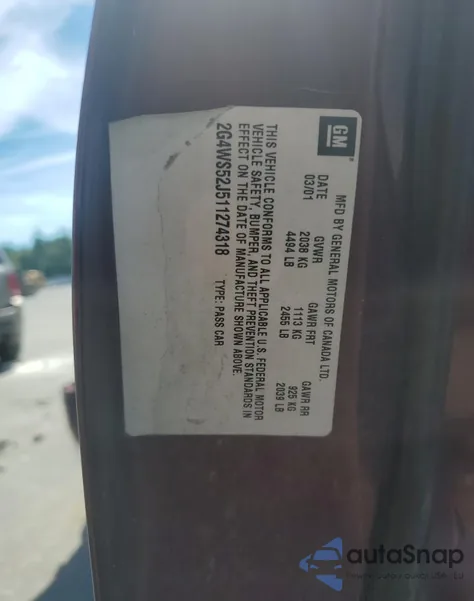 GM
MFD BY GENERAL MOTORS OF CANADA LTD.
DATE GVWR GAWR FRT GAWR RR
03/01 2038 KG 1113 KG 925 KG
4494 LB 2455 LB 2039 LB
THIS VEHICLE CONFORMS TO ALL APPLICABLE U.S. FEDERAL MOTOR
VEHICLE SAFETY, BUMPER, AND THEFT PREVENTION STANDARDS IN
EFFECT ON THE DATE OF MANUFACTURE SHOWN ABOVE.
2G4WS52J511274318 TYPE: PASS CAR
autoSnap